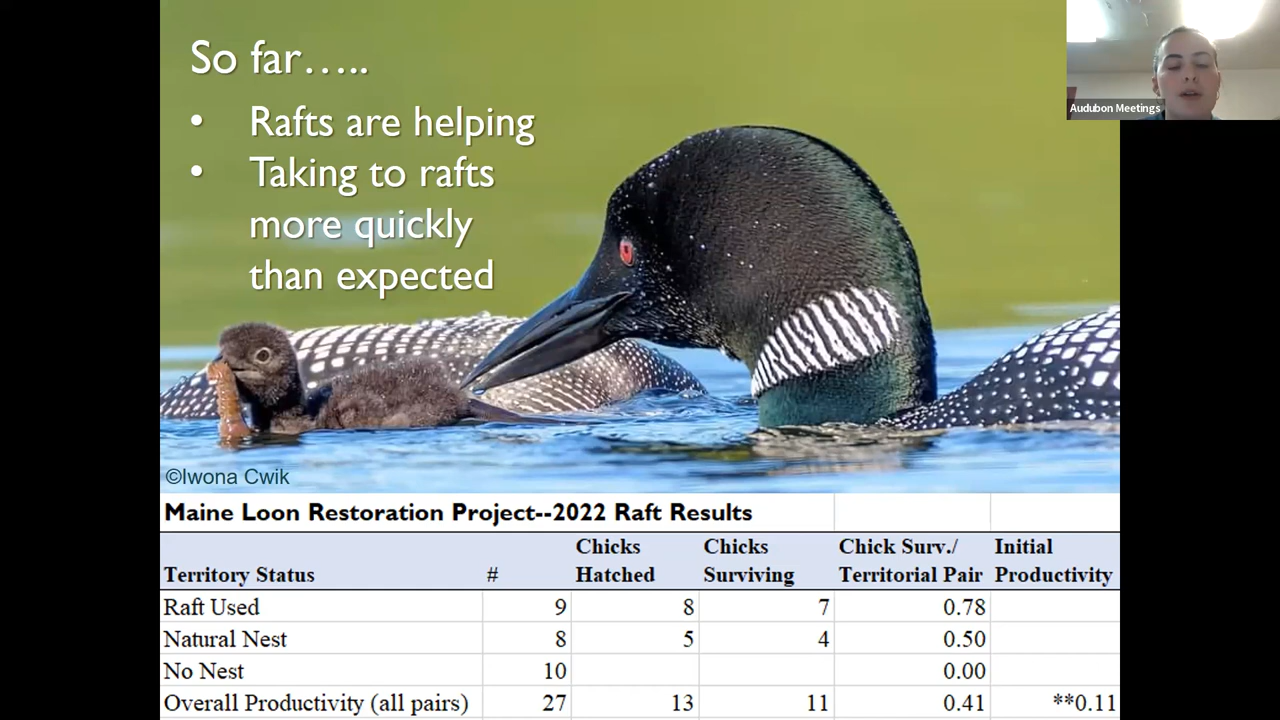 So far…..
• Rafts are helping
• Taking to rafts
more quickly
than expected
Audubon Meetings
©Iwona Cwik
Maine Loon Restoration Project--2022 Raft Results
Territory Status # Chicks Hatched Chicks Surviving Chick Surv./ Territorial Pair Initial Productivity
Raft Used 9 8 7 0.78
Natural Nest 8 5 4 0.50
No Nest 10 0.00
Overall Productivity (all pairs) 27 13 11 0.41 **0.11